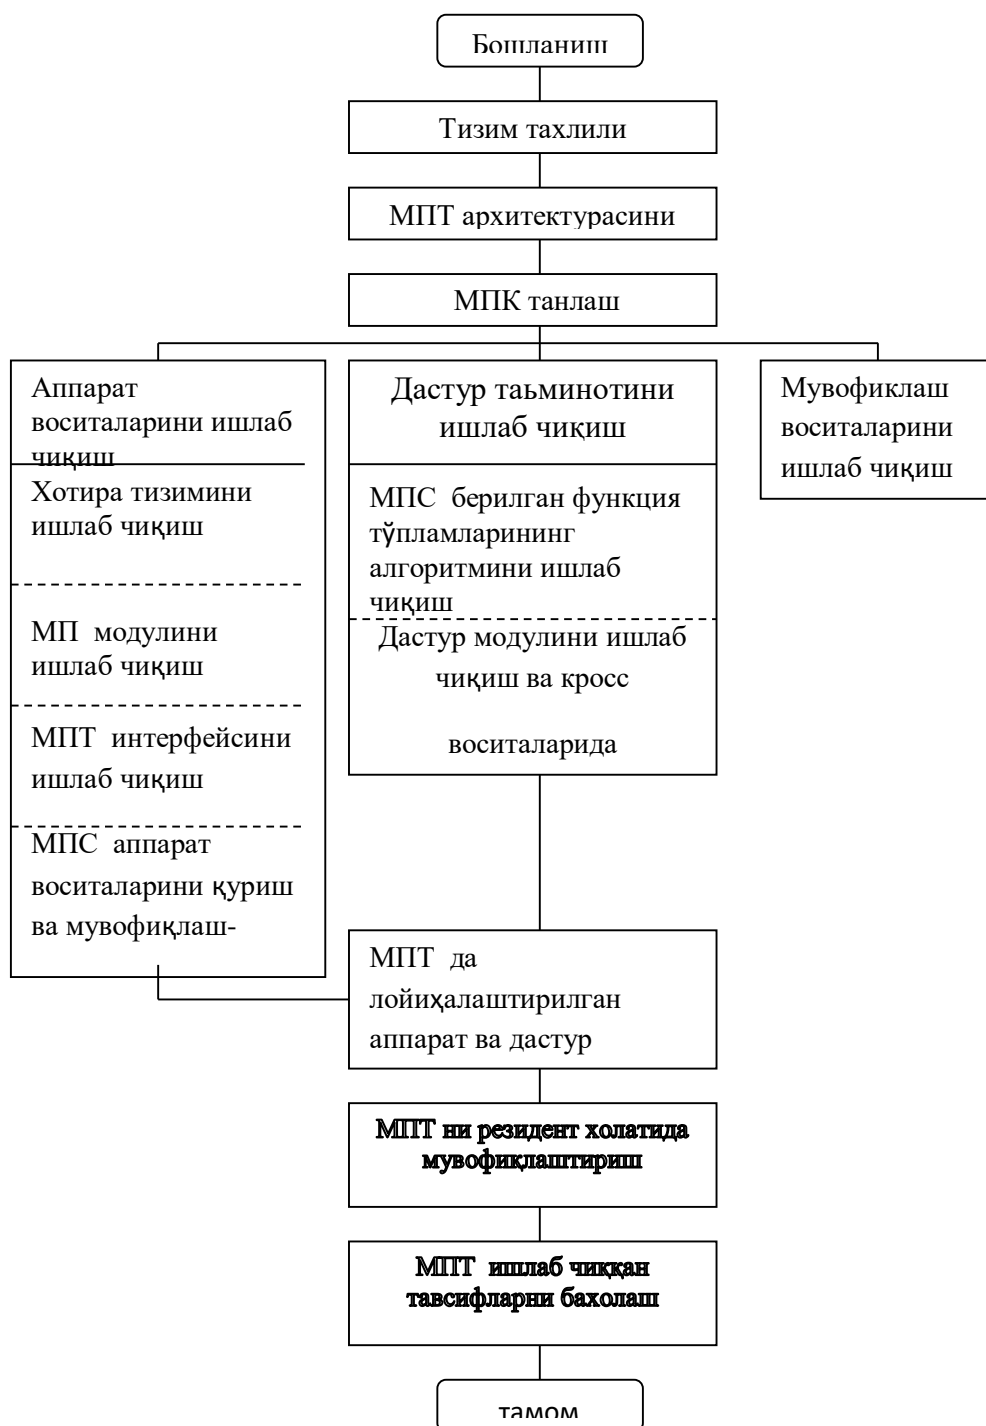 Бошланиш
Тизим тахлили
МПТ архитектурасини
МПК танлаш
Аппарат
воситаларини ишлаб
чиқиш
Хотира тизимини
ишлаб чиқиш
МП модулини
ишлаб чиқиш
МПТ интерфейсини
ишлаб чиқиш
МПС аппарат
воситаларини қуриш
ва мувофиқлаш-
Дастур таьминотини
ишлаб чиқиш
МПС берилган функция
тўпламларининг
алгоритмини ишлаб
чиқиш
Дастур модулини ишлаб
чиқиш ва кросс
воситаларида
Мувофиклаш
воситаларини
ишлаб чиқиш
МПТ да
лойиҳалаштирилган
аппарат ва дастур
МПТ ни резидент холатида
мувофиқлаштириш
МПТ ишлаб чиққан
тавсифларни бахолаш
тамом